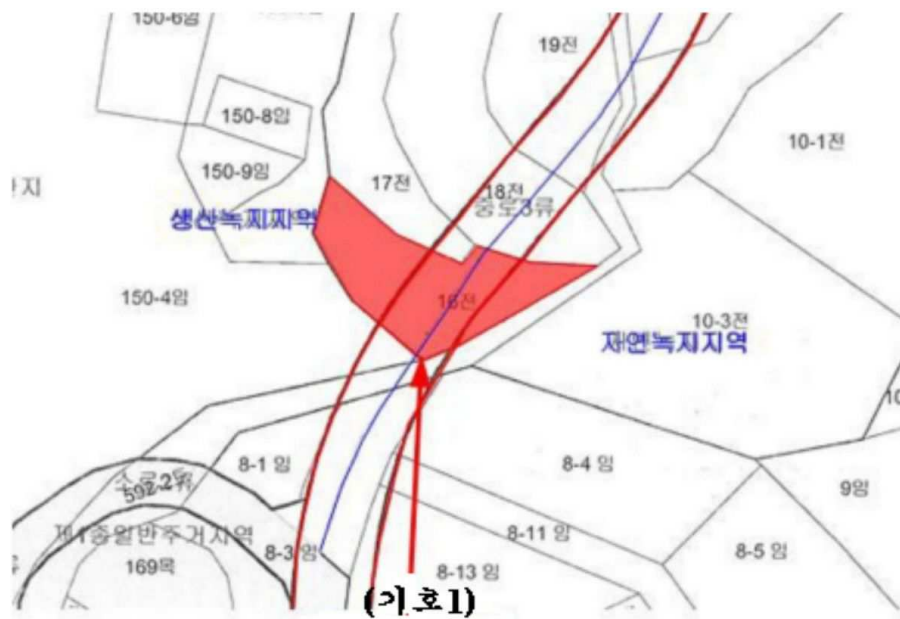 150-6임
19전
150-8임
10-1전
150-9임
17전
18전
중로3류
생산녹지지역
150-4임
16전
10-3전
자연녹지지역
8-1 임
8-4 임
소로2류
592
9임
제1종일반주거지역
8-11 임
8-3 임
8-5 임
169목
8-13 임
(기호1)